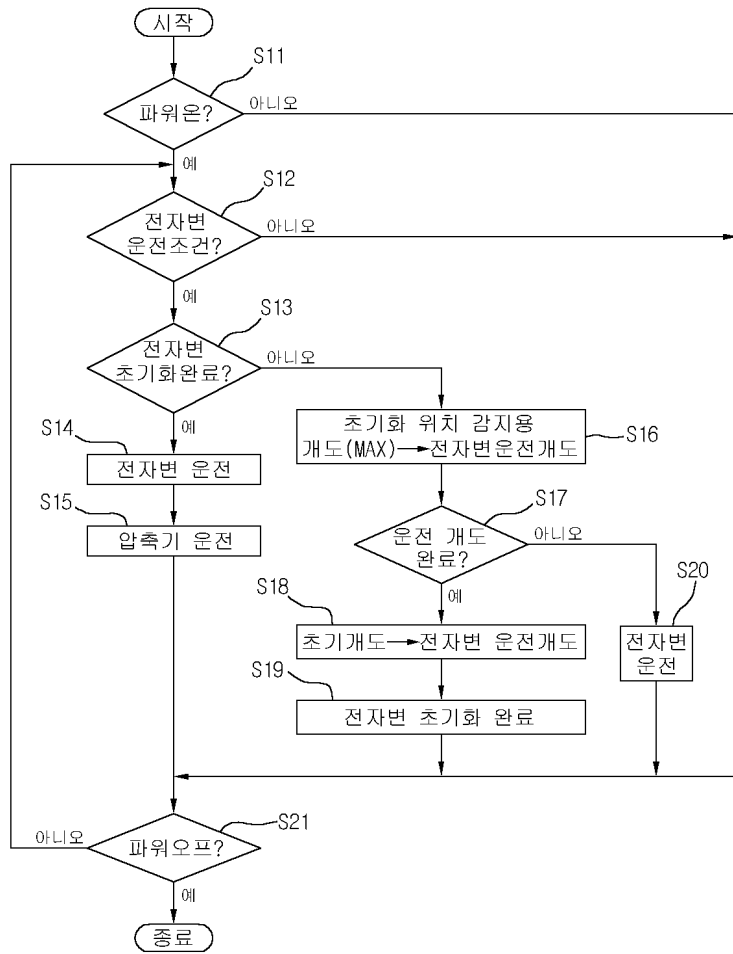 시작
S11
파워온?
아니오
예
S12
전자변
운전조건?
아니오
예
S13
전자변
초기화완료?
아니오
예
S14
전자변 운전
S15
압축기 운전
초기화 위치 감지용
개도(MAX)→전자변운전개도
S16
S17
운전 개도
완료?
아니오
예
S18
초기개도→전자변 운전개도
S19
전자변 초기화 완료
S20
전자변
운전
S21
파워오프?
아니오
예
종료